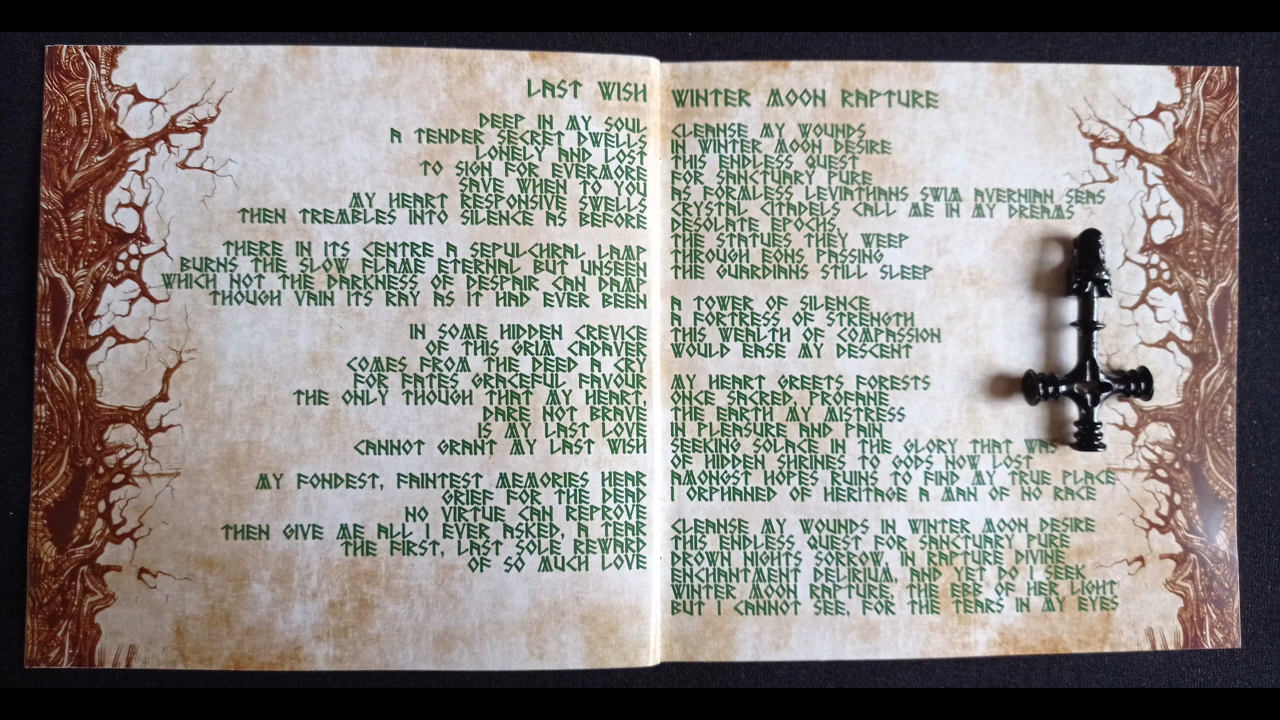 LAST WISH
DEEP IN MY SOUL
A TENDER SECRET DWELLS
LONELY AND LOST
TO SIGN FOR EVERMORE
SAVE WHEN TO YOU
MY HEART RESPONSIVE SWELLS
THEN TREMBLES INTO SILENCE AS BEFORE
THERE IN ITS CENTRE A SEPULCHRAL LAMP
BURNS THE SLOW FLAME ETERNAL BUT UNSEEN
WHICH NOT THE DARKNESS OF DESPAIR CAN DAMP
THOUGH VAIN ITS RAY AS IT HAD EVER BEEN
IN SOME HIDDEN CREVICE
OF THIS GRIM CADAVER
COMES FROM THE DEED A CRY
FOR FATES GRACEFUL FAVOUR
THE ONLY THOUGH THAT MY HEART,
DARE NOT BRAVE
IS MY LAST LOVE
CANNOT GRANT MY LAST WISH
MY FONDEST, FAINTEST MEMORIES HEAR
GRIEF FOR THE DEAD
NO VIRTUE CAN REPROVE
THEN GIVE ME ALL I EVER ASKED, A TEAR
THE FIRST, LAST SOLE REWARD
OF SO MUCH LOVE
WINTER MOON RAPTURE
CLEANSE MY WOUNDS
IN WINTER MOON DESIRE
THIS ENDLESS QUEST
FOR SANCTUARY PURE
AS FORMLESS LEVIATHANS SWIM AVERNIAN SEAS
CRYSTAL CITADELS CALL ME IN MY DREAMS
DESOLATE EPOCHS,
THE STATUES THEY WEEP
THROUGH EONS PASSING
THE GUARDIANS STILL SLEEP
A TOWER OF SILENCE
A FORTRESS OF STRENGTH
THIS WEALTH OF COMPASSION
WOULD EASE MY DESCENT
MY HEART GREETS FORESTS
ONCE SACRED, PROFANE
THE EARTH MY MISTRESS
IN PLEASURE AND PAIN
SEEKING SOLACE IN THE GLORY THAT WAS
OF HIDDEN SHRINES TO GODS NOW LOST
AMONGST HOPES RUINS TO FIND MY TRUE PLACE
I ORPHANED OF HERITAGE A MAN OF NO RACE
CLEANSE MY WOUNDS IN WINTER MOON DESIRE
THIS ENDLESS QUEST FOR SANCTUARY PURE
DROWN NIGHTS SORROW, IN RAPTURE DIVINE
ENCHANTMENT DELIRIUM, AND YET DO I SEEK
WINTER MOON RAPTURE, THE EBB OF HER LIGHT
BUT I CANNOT SEE, FOR THE TEARS IN MY EYES